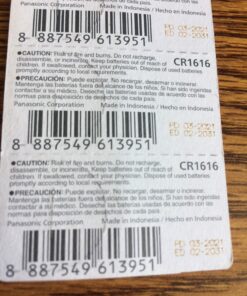 Panasonic Corporation Made in Indonesia / Hecho en Indonesia
8 887549 613951
PD 03-2021
ED 02-2031
●CAUTION: Risk of fire and burns. Do not recharge,
disassemble, or incinerate. Keep batteries out of reach of
children. If swallowed, contact your physician. Dispose of used batteries
promptly according to local requirements.
CR1616
●PRECAUCIÓN: Puede explotar. No recargar, desarmar o incinerar.
Mantenga las baterías fuera del alcance de los niños. Si han sido ingeridas
contactar a su médico. Deseche las baterías usadas de acuerdo con las
normas para disposición de desechos de cada país.
Panasonic Corporation Made in Indonesia / Hecho en Indonesia
8 887549 613951
PD 03-2021
ED 02-2031
●CAUTION: Risk of fire and burns. Do not recharge,
disassemble, or incinerate. Keep batteries out of reach of
children. If swallowed, contact your physician. Dispose of used batteries
promptly according to local requirements.
CR1616
●PRECAUCIÓN: Puede explotar. No recargar, desarmar o incinerar.
Mantenga las baterías fuera del alcance de los niños. Si han sido ingeridas
contactar a su médico. Deseche las baterías usadas de acuerdo con las
normas para disposición de desechos de cada país.
Panasonic Corporation Made in Indonesia / Hecho en Indonesia
8 887549 613951
PD 03-2021
ED 02-2031